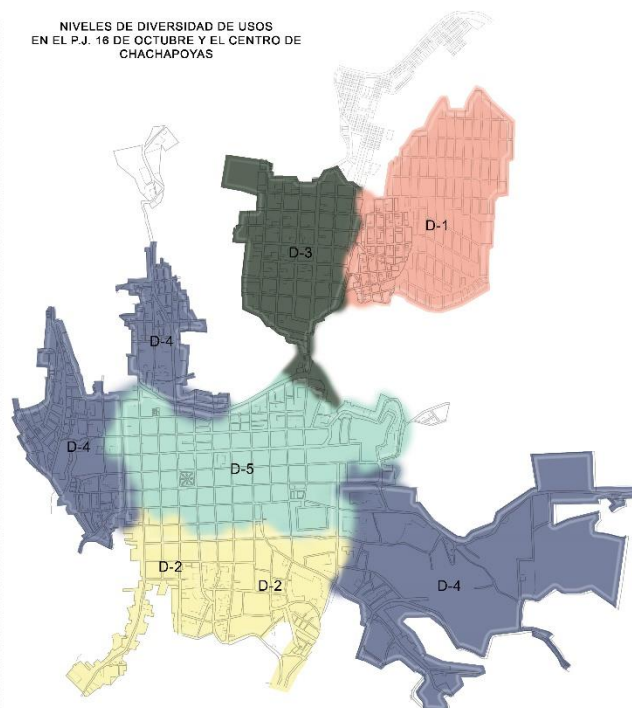 NIVELES DE DIVERSIDAD DE USOS
EN EL P.J. 16 DE OCTUBRE Y EL CENTRO DE
CHACHAPOYAS
D-1
D-3
D-4
D-4
D-5
D-2
D-2
D-4